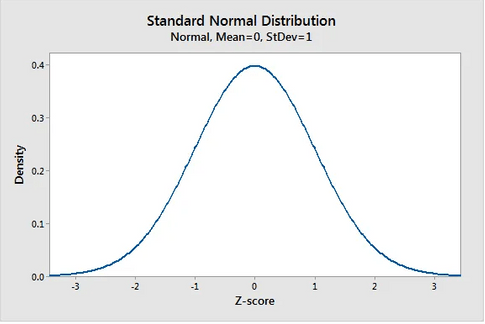 Standard Normal Distribution
Normal, Mean=0, StDev=1
Density
0.4
0.3
0.2
0.1
0.0
-3 -2 -1 0 1 2 3
Z-score